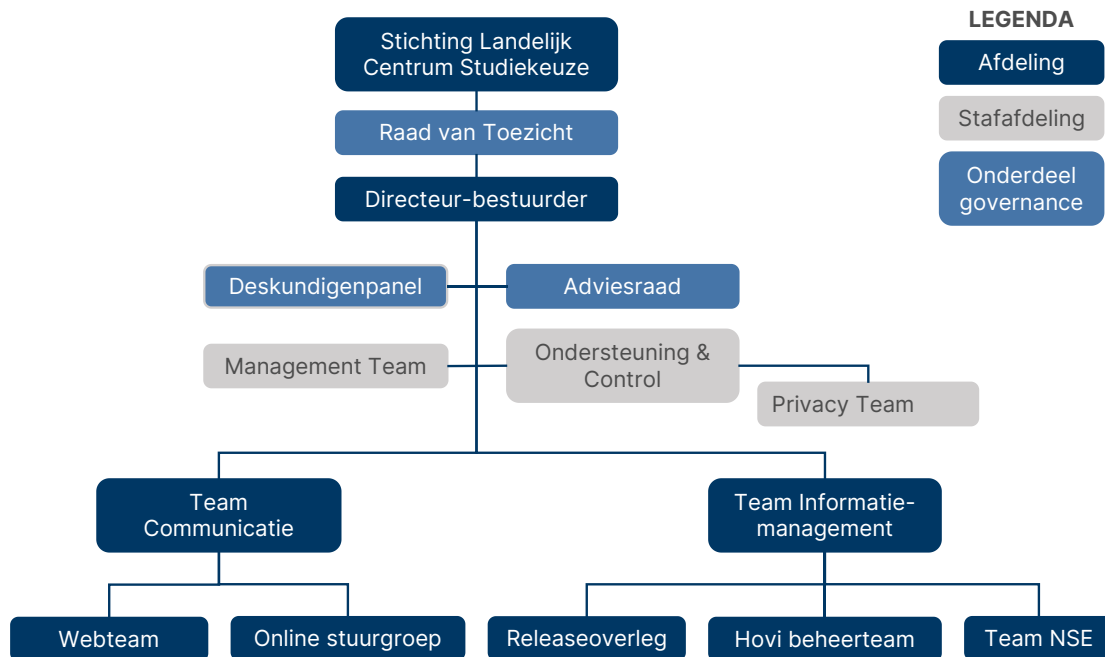 Stichting Landelijk
Centrum Studiekeuze
Raad van Toezicht
Directeur-bestuurder
LEGENDA
Afdeling
Stafafdeling
Onderdeel
governance
Deskundigenpanel
Adviesraad
Management Team
Ondersteuning &
Control
Privacy Team
Team
Communicatie
Team Informatie-
management
Webteam
Online stuurgroep
Releaseoverleg
Hovi beheerteam
Team NSE